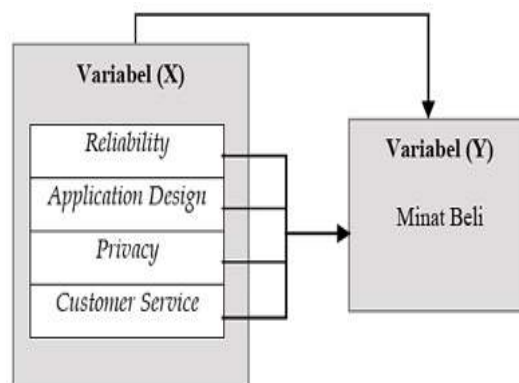 Variabel (X)
Reliability
Application Design
Privacy
Customer Service
Variabel (Y)
Minat Beli